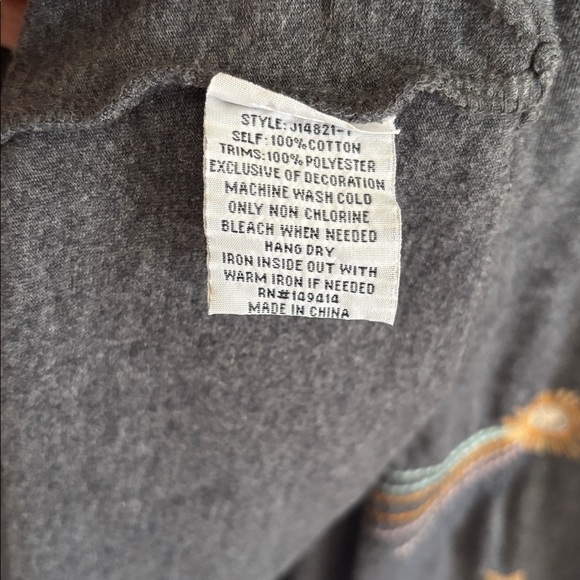 STYLE: J14821-1
SELF: 100% COTTON
TRIMS: 100% POLYESTER
EXCLUSIVE OF DECORATION
MACHINE WASH COLD
ONLY NON CHLORINE
BLEACH WHEN NEEDED
HANG DRY
IRON INSIDE OUT WITH
WARM IRON IF NEEDED
RN#149414
MADE IN CHINA